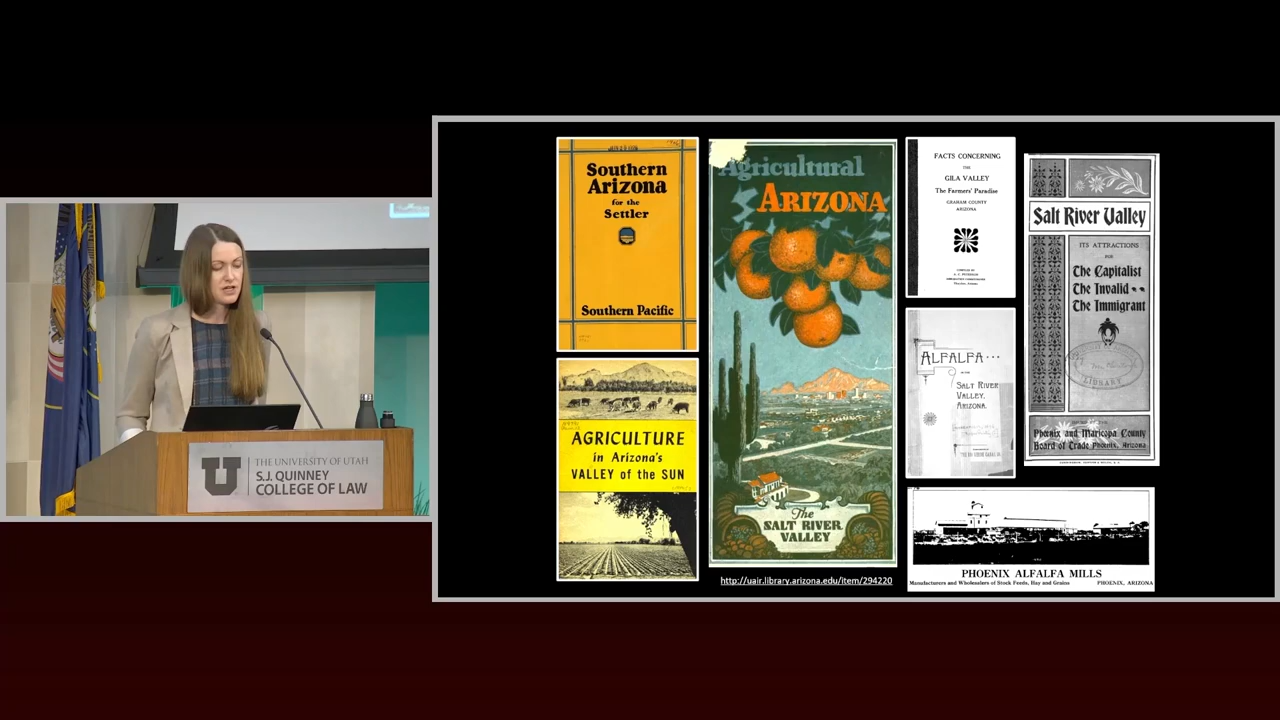 THE UNIVERSITY OF UTAH
S.J. QUINNEY
COLLEGE OF LAW
Southern
Arizona
for the
Settler
Southern Pacific
AGRICULTURE
in Arizona's
VALLEY of the SUN
Agricultural
ARIZONA
The
SALT RIVER
VALLEY
http://uair.library.arizona.edu/item/294220
FACTS CONCERNING
THE
GILA VALLEY
The Farmers' Paradise
GRAHAM COUNTY
ARIZONA
ALFALFA
IN THE
SALT RIVER
VALLEY,
ARIZONA.
Salt River Valley
ITS ATTRACTIONS
FOR
The Capitalist
The Invalid
The Immigrant
LIBRARY
Phœnix and Maricopa County
Board of Trade Phœnix, Arizona
PHOENIX ALFALFA MILLS
Manufacturers and Wholesalers of Stock Feeds, Hay and Grains PHOENIX, ARIZONA